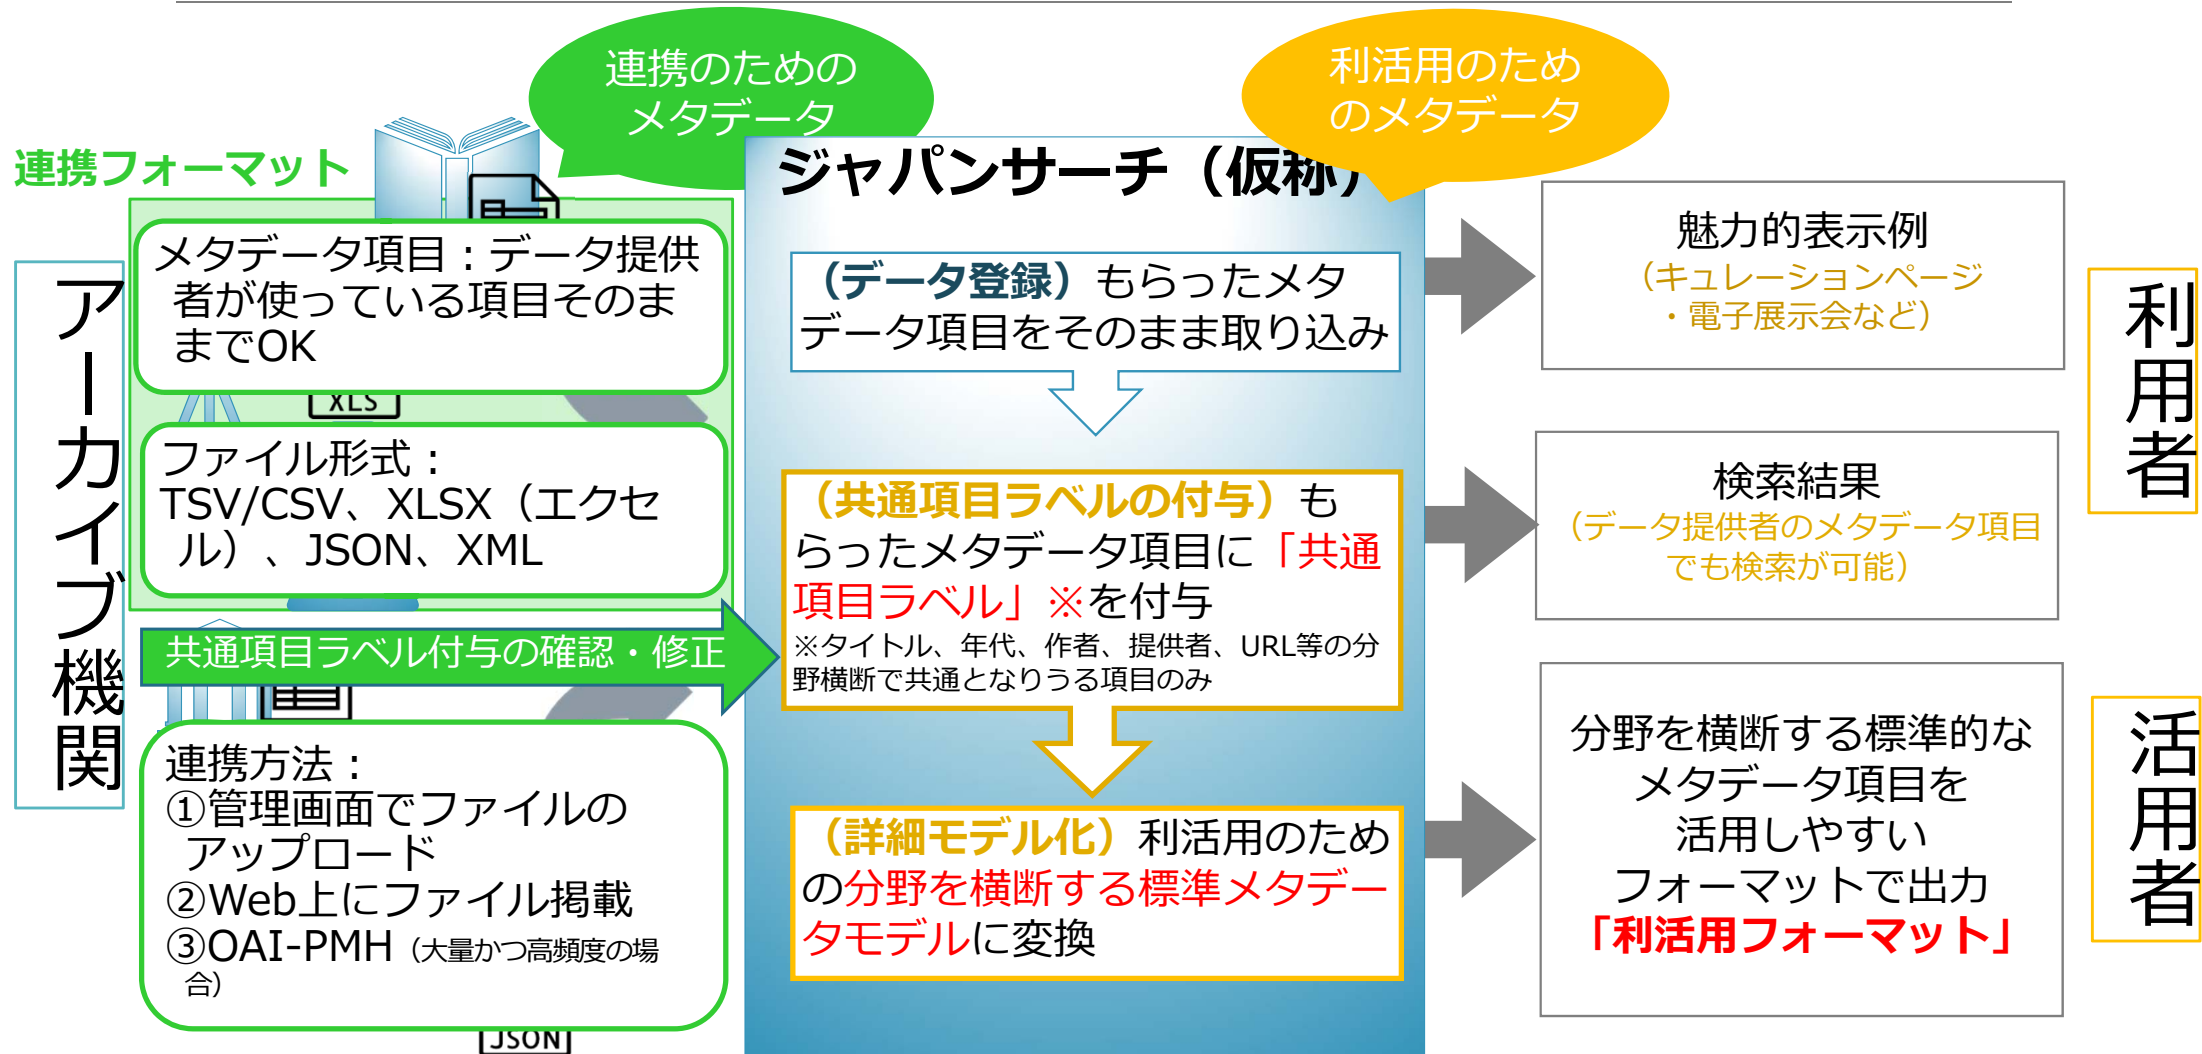 連携のための
メタデータ
利活用のため
のメタデータ
連携フォーマット
ジャパンサーチ（仮称）
アーカイブ機関
メタデータ項目：データ提供
者が使っている項目そのま
までOK
XLS
ファイル形式：
TSV/CSV、XLSX（エクセ
ル）、JSON、XML
共通項目ラベル付与の確認・修正
連携方法：
①管理画面でファイルの
アップロード
②Web上にファイル掲載
③OAI-PMH（大量かつ高頻度の場
合）
JSON
（データ登録）もらったメタ
データ項目をそのまま取り込み
（共通項目ラベルの付与）も
らったメタデータ項目に「共通
項目ラベル」※を付与
※タイトル、年代、作者、提供者、URL等の分
野横断で共通となりうる項目のみ
（詳細モデル化）利活用のため
の分野を横断する標準メタデー
タモデルに変換
魅力的表示例
（キュレーションページ
・電子展示会など）
検索結果
（データ提供者のメタデータ項目
でも検索が可能）
分野を横断する標準的な
メタデータ項目を
活用しやすい
フォーマットで出力
「利活用フォーマット」
利用者
活用者